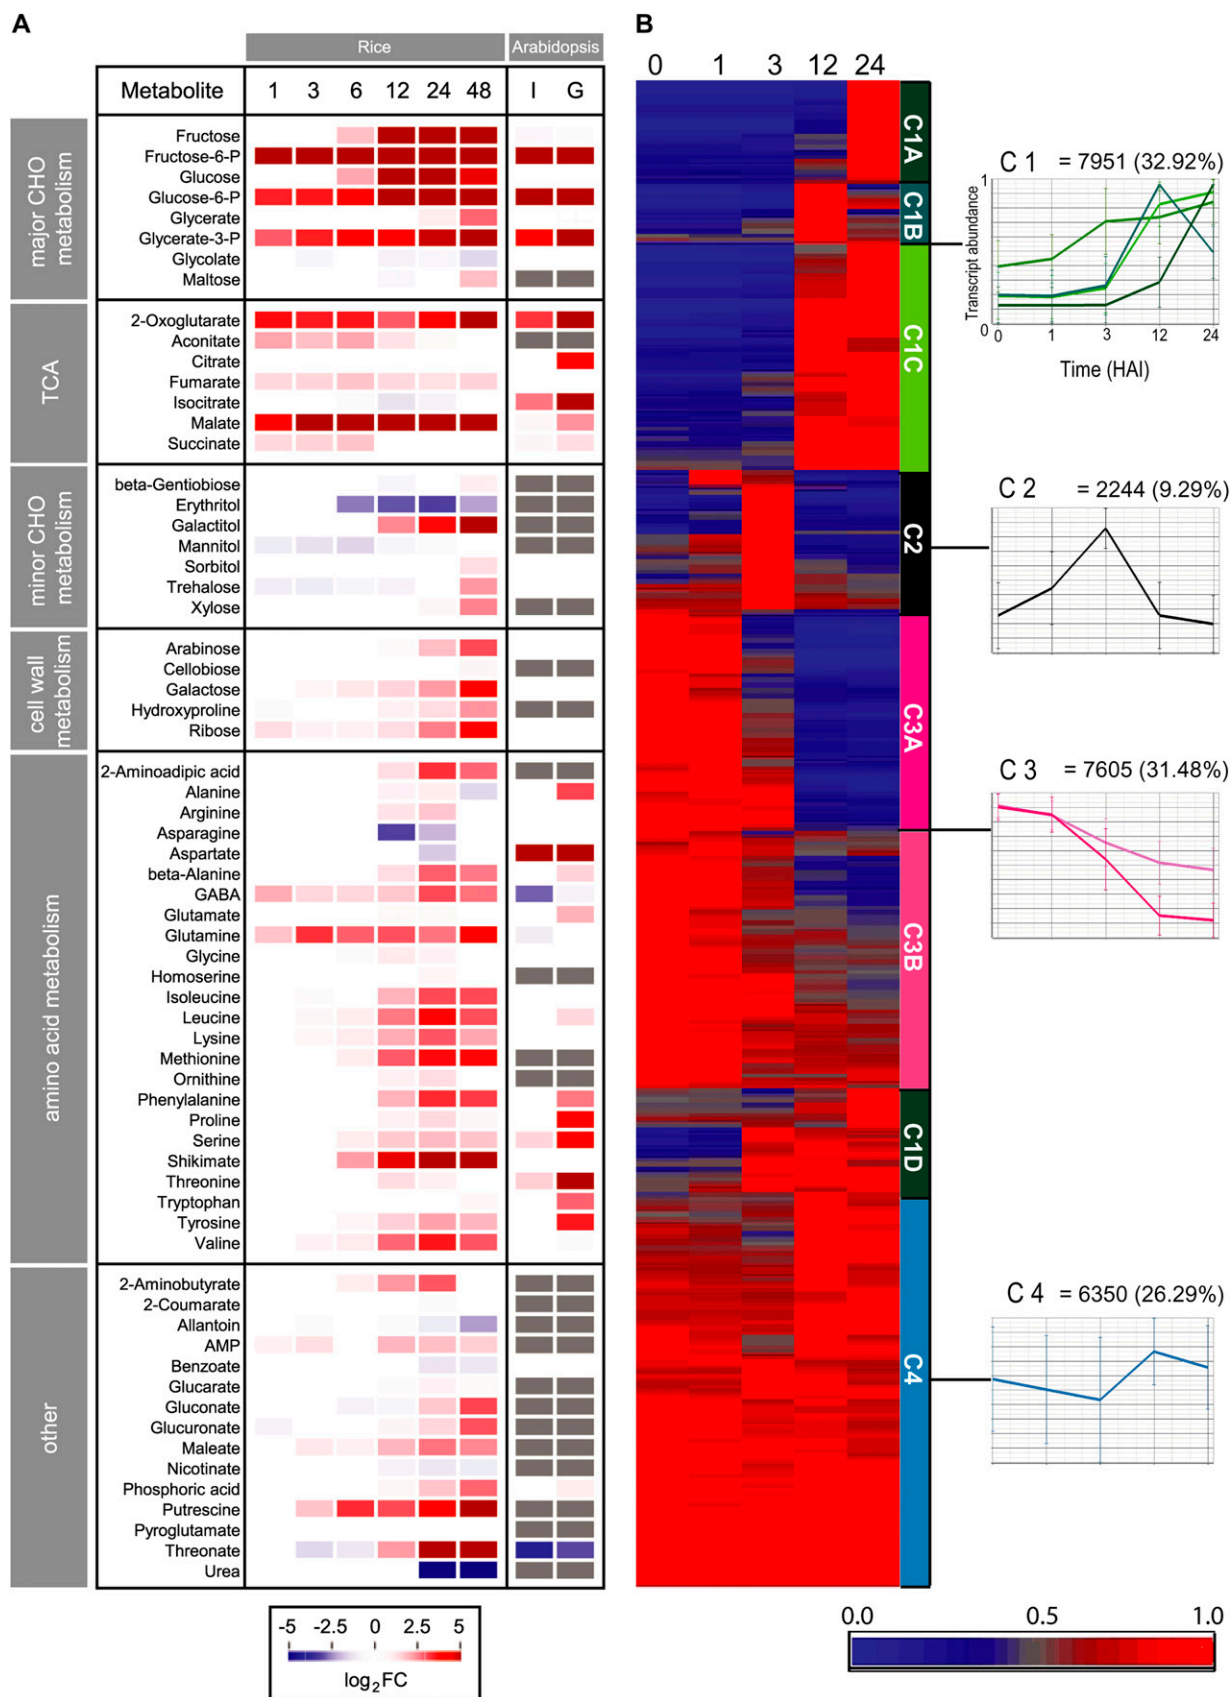 A
Rice
Arabidopsis
Metabolite 1 3 6 12 24 48 I G
major CHO metabolism
Fructose
Fructose-6-P
Glucose
Glucose-6-P
Glycerate
Glycerate-3-P
Glycolate
Maltose
TCA
2-Oxoglutarate
Aconitate
Citrate
Fumarate
Isocitrate
Malate
Succinate
minor CHO metabolism
beta-Gentiobiose
Erythritol
Galactitol
Mannitol
Sorbitol
Trehalose
Xylose
cell wall metabolism
Arabinose
Cellobiose
Galactose
Hydroxyproline
Ribose
amino acid metabolism
2-Aminoadipic acid
Alanine
Arginine
Asparagine
Aspartate
beta-Alanine
GABA
Glutamate
Glutamine
Glycine
Homoserine
Isoleucine
Leucine
Lysine
Methionine
Ornithine
Phenylalanine
Proline
Serine
Shikimate
Threonine
Tryptophan
Tyrosine
Valine
other
2-Aminobutyrate
2-Coumarate
Allantoin
AMP
Benzoate
Glucarate
Gluconate
Glucuronate
Maleate
Nicotinate
Phosphoric acid
Putrescine
Pyroglutamate
Threonate
Urea
-5 -2.5 0 2.5 5
log2FC
B
0 1 3 12 24
C1A
C1B
C1C
C2
C3A
C3B
C1D
C4
C 1 = 7951 (32.92%)
1
Transcript abundance
0
0 1 3 12 24
Time (HAI)
C 2 = 2244 (9.29%)
C 3 = 7605 (31.48%)
C 4 = 6350 (26.29%)
0.0 0.5 1.0